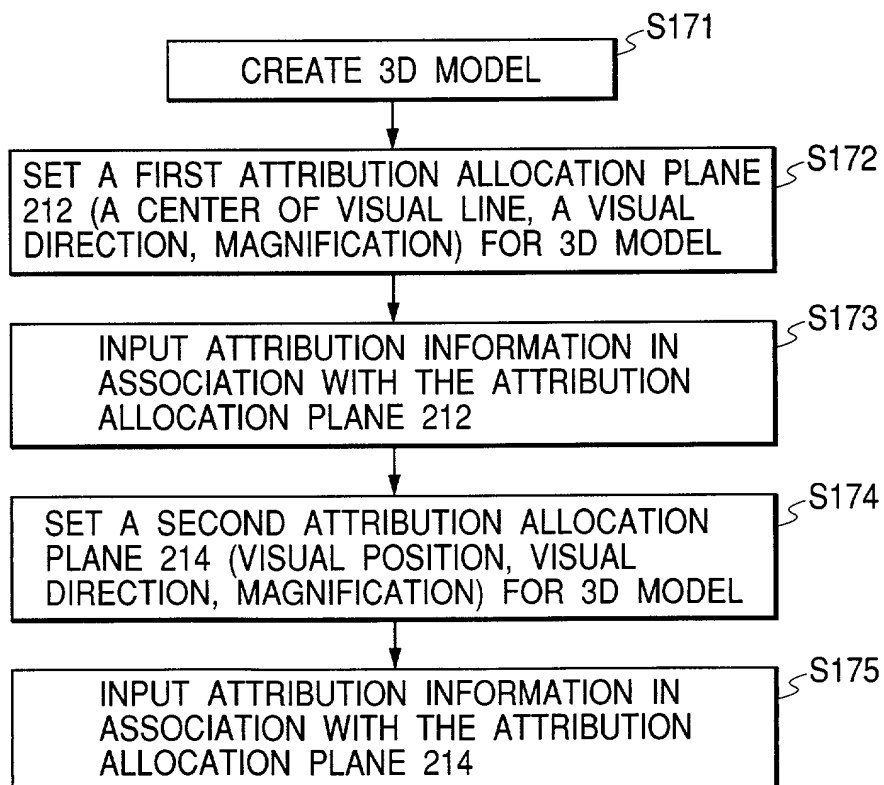 S171
CREATE 3D MODEL
S172
SET A FIRST ATTRIBUTION ALLOCATION PLANE
212 (A CENTER OF VISUAL LINE, A VISUAL
DIRECTION, MAGNIFICATION) FOR 3D MODEL
S173
INPUT ATTRIBUTION INFORMATION IN
ASSOCIATION WITH THE ATTRIBUTION
ALLOCATION PLANE 212
S174
SET A SECOND ATTRIBUTION ALLOCATION
PLANE 214 (VISUAL POSITION, VISUAL
DIRECTION, MAGNIFICATION) FOR 3D MODEL
S175
INPUT ATTRIBUTION INFORMATION IN
ASSOCIATION WITH THE ATTRIBUTION
ALLOCATION PLANE 214